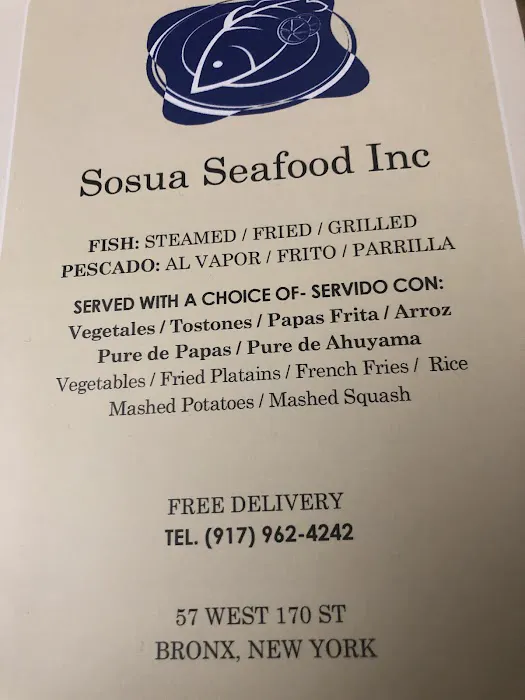 Sosua Seafood Inc
FISH: STEAMED / FRIED / GRILLED
PESCADO: AL VAPOR / FRITO / PARRILLA
SERVED WITH A CHOICE OF- SERVIDO CON:
Vegetales / Tostones / Papas Frita / Arroz
Pure de Papas / Pure de Ahuyama
Vegetables / Fried Platains / French Fries / Rice
Mashed Potatoes / Mashed Squash
FREE DELIVERY
TEL. (917) 962-4242
57 WEST 170 ST
BRONX, NEW YORK